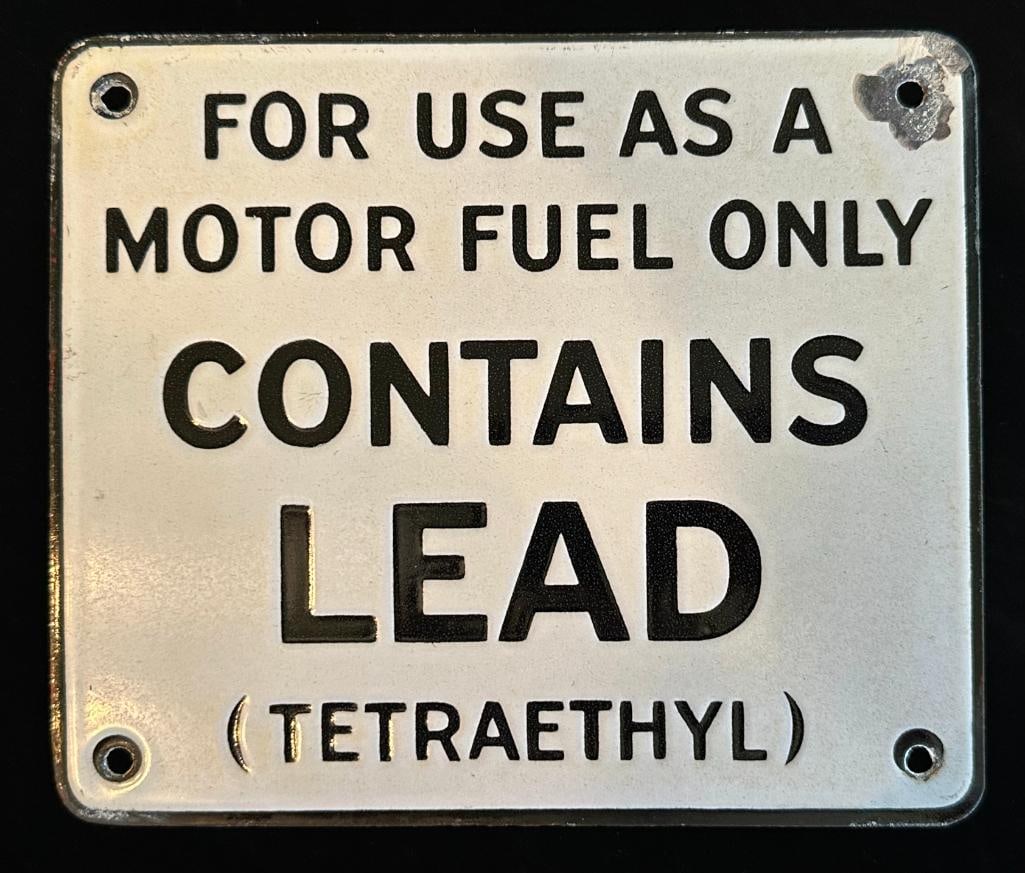 FOR USE AS A
MOTOR FUEL ONLY
CONTAINS
LEAD
(TETRAETHYL)